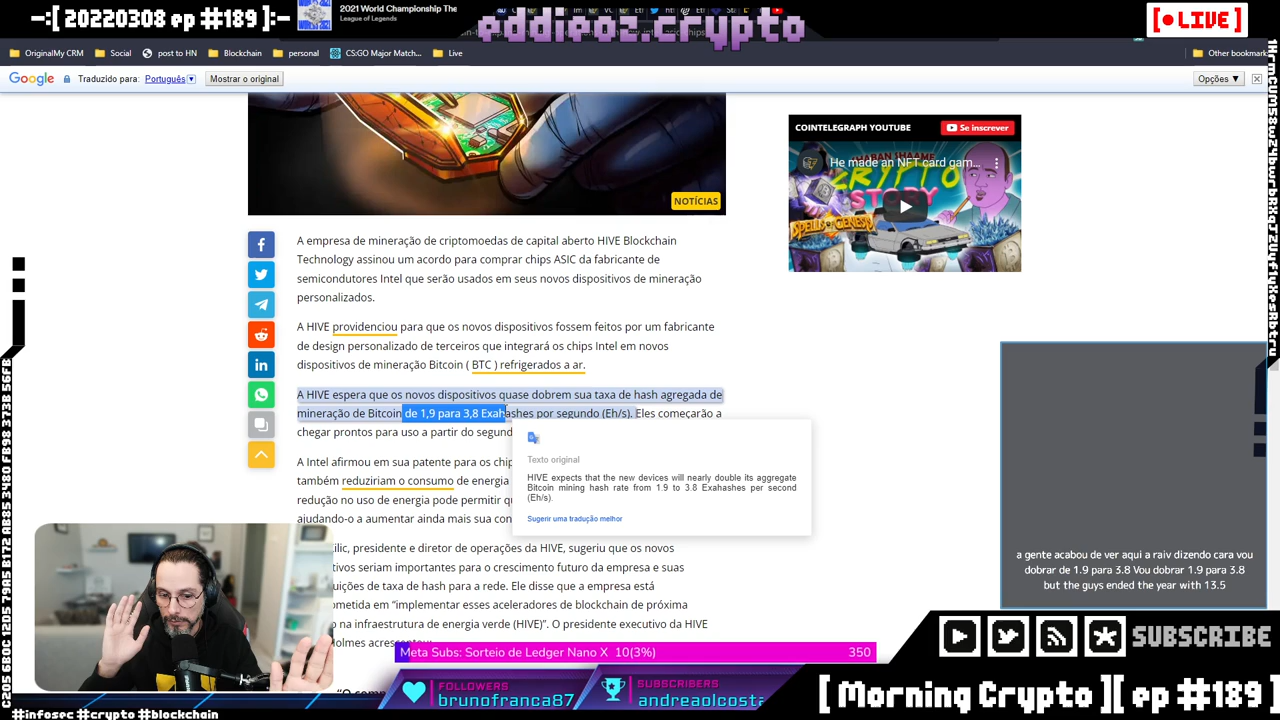 -:[ 20220308 ep #189 ]:-
2021 World Championship The
League of Legends
eddieoz.crypto
[● LIVE ]
OriginalMy CRM
Social
post to HN
Blockchain
personal
CS:GO Major Match...
Live
Other bookmark
Google
Traduzido para: Português
Mostrar o original
Opções ▼
COINTELEGRAPH YOUTUBE
Se inscrever
He made an NFT card gam...
CRYPTO
STORY
SPELLS OF GENESIS
NOTÍCIAS
A empresa de mineração de criptomoedas de capital aberto HIVE Blockchain
Technology assinou um acordo para comprar chips ASIC da fabricante de
semicondutores Intel que serão usados em seus novos dispositivos de mineração
personalizados.
A HIVE providenciou para que os novos dispositivos fossem feitos por um fabricante
de design personalizado de terceiros que integrará os chips Intel em novos
dispositivos de mineração Bitcoin ( BTC ) refrigerados a ar.
A HIVE espera que os novos dispositivos quase dobrem sua taxa de hash agregada de
mineração de Bitcoin de 1,9 para 3,8 Exahashes por segundo (Eh/s). Eles começarão a
chegar prontos para uso a partir do segund
Texto original
HIVE expects that the new devices will nearly double its aggregate
Bitcoin mining hash rate from 1.9 to 3.8 Exahashes per second
(Eh/s).
Sugerir uma tradução melhor
A Intel afirmou em sua patente para os chip
também reduziriam o consumo de energia
redução no uso de energia pode permitir q
ajudando-o a aumentar ainda mais sua con
ilic, presidente e diretor de operações da HIVE, sugeriu que os novos
tivos seriam importantes para o crescimento futuro da empresa e suas
uições de taxa de hash para a rede. Ele disse que a empresa está
metida em “implementar esses aceleradores de blockchain de próxima
o na infraestrutura de energia verde (HIVE)”. O presidente executivo da HIVE
Holmes acrescentou:
a gente acabou de ver aqui a raiv dizendo cara vou
dobrar de 1.9 para 3.8 Vou dobrar 1.9 para 3.8
but the guys ended the year with 13.5
Meta Subs: Sorteio de Ledger Nano X 10(3%)
350
FOLLOWERS
brunofranca87
SUBSCRIBERS
andreaolcosta
SUBSCRIBE
[ Morning Crypto ][ ep #189 ]
#infosec #crypto #blockchain